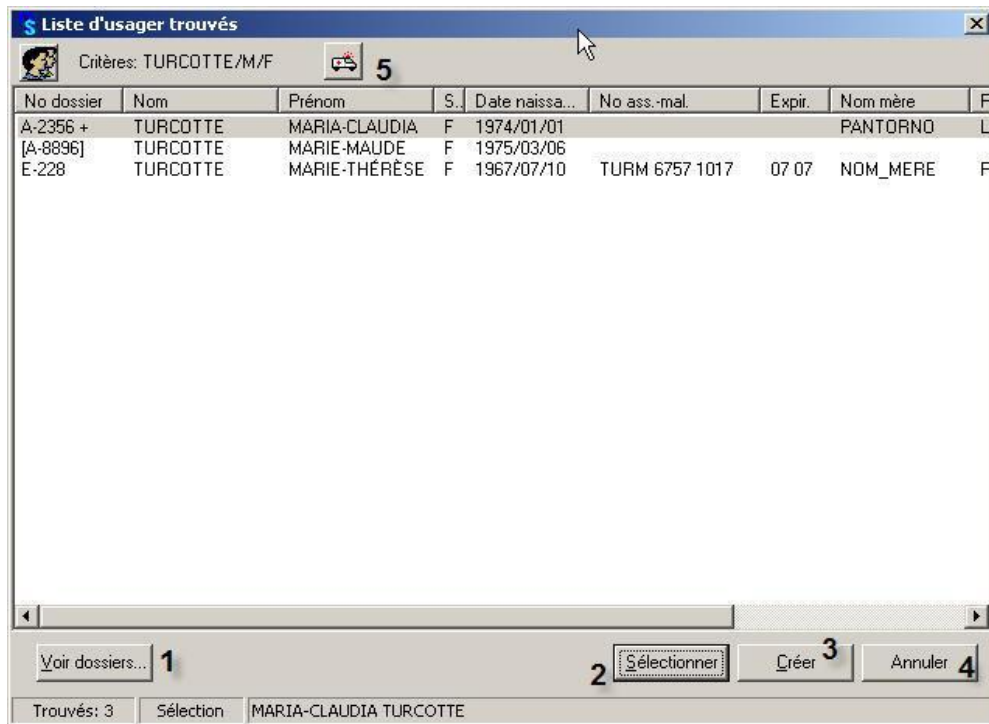 Liste d'usager trouvés
Critères: TURCOTTE/M/F 5
No dossier Nom Prénom S.. Date naissa... No ass.-mal. Expir. Nom mère
A-2356 + TURCOTTE MARIA-CLAUDIA F 1974/01/01 PANTORNO L
[A-8896] TURCOTTE MARIE-MAUDE F 1975/03/06
E-228 TURCOTTE MARIE-THÉRÈSE F 1967/07/10 TURM 6757 1017 07 07 NOM_MERE
Voir dossiers... 1 2 Sélectionner Créer 3 Annuler 4
Trouvés: 3 Sélection MARIA-CLAUDIA TURCOTTE